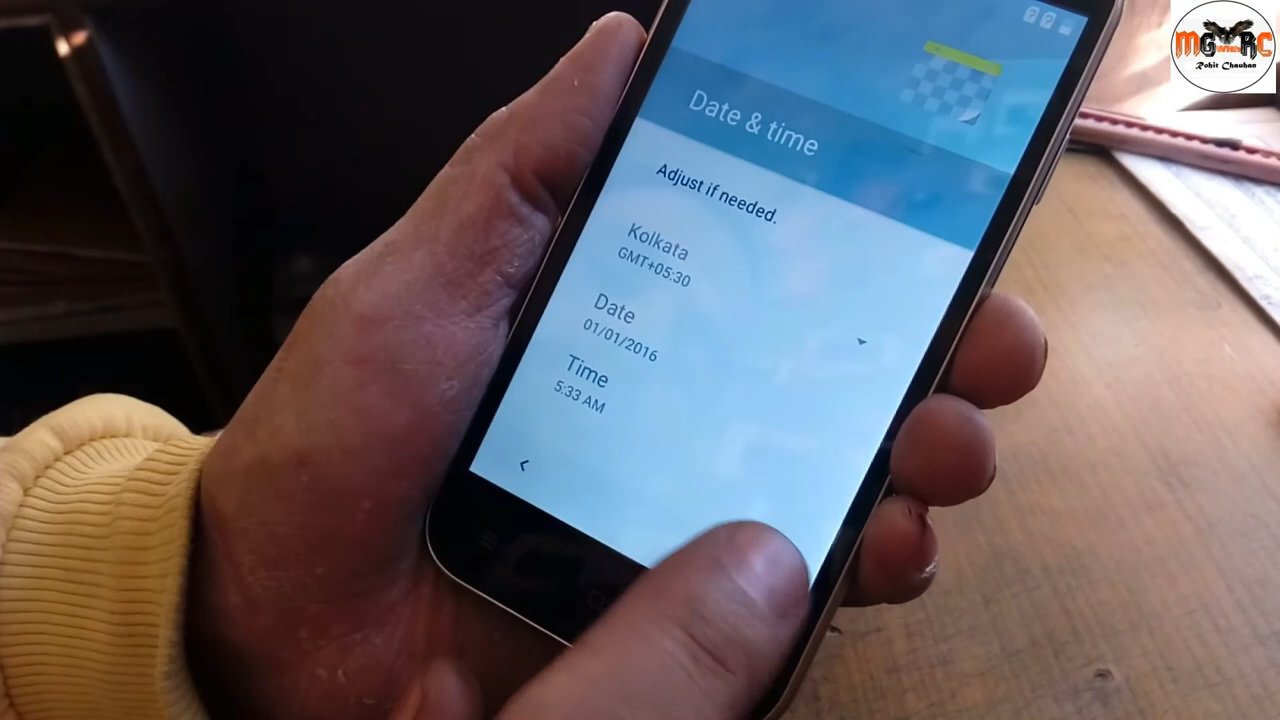 MG RC
Rohit Chauhan
Date & time
Adjust if needed.
Kolkata
GMT+05:30
Date
01/01/2016
Time
5:33 AM